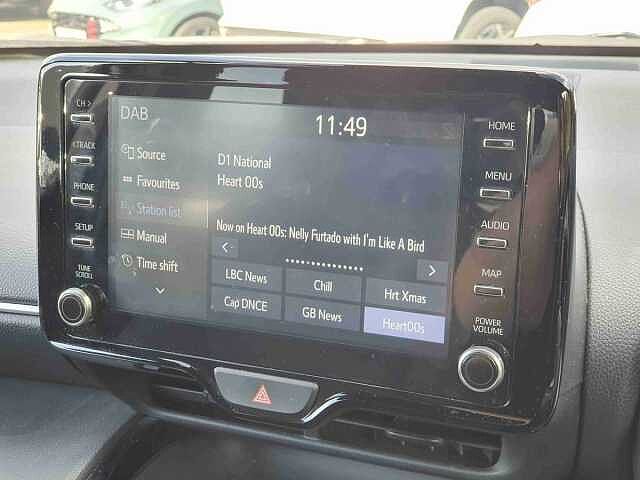 DAB
11:49
CH >
< TRACK
PHONE
SETUP
TUNE
SCROLL
Source
Favourites
Station list
Manual
Time shift
D1 National
Heart 00s
Now on Heart 00s: Nelly Furtado with I'm Like A Bird
LBC News
Chill
Hrt Xmas
Cap DNCE
GB News
Heart00s
HOME
MENU
AUDIO
MAP
POWER
VOLUME